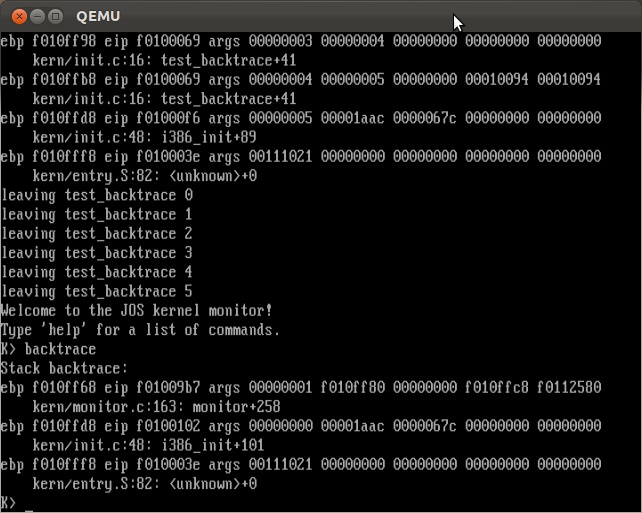 QEMU
ebp f010ff98 eip f0100069 args 00000003 00000004 00000000 00000000 00000000
kern/init.c:16: test_backtrace+41
ebp f010ffb8 eip f0100069 args 00000004 00000005 00000000 00010094 00010094
kern/init.c:16: test_backtrace+41
ebp f010ffd8 eip f01000f6 args 00000005 00001aac 0000067c 00000000 00000000
kern/init.c:48: i386_init+89
ebp f010fff8 eip f010003e args 00111021 00000000 00000000 00000000 00000000
kern/entry.S:82: <unknown>+0
leaving test_backtrace 0
leaving test_backtrace 1
leaving test_backtrace 2
leaving test_backtrace 3
leaving test_backtrace 4
leaving test_backtrace 5
Welcome to the JOS kernel monitor!
Type 'help' for a list of commands.
K> backtrace
Stack backtrace:
ebp f010ff68 eip f01009b7 args 00000001 f010ff80 00000000 f010ffc8 f0112580
kern/monitor.c:163: monitor+258
ebp f010ffd8 eip f0100102 args 00000000 00001aac 0000067c 00000000 00000000
kern/init.c:48: i386_init+101
ebp f010fff8 eip f010003e args 00111021 00000000 00000000 00000000 00000000
kern/entry.S:82: <unknown>+0
K> _